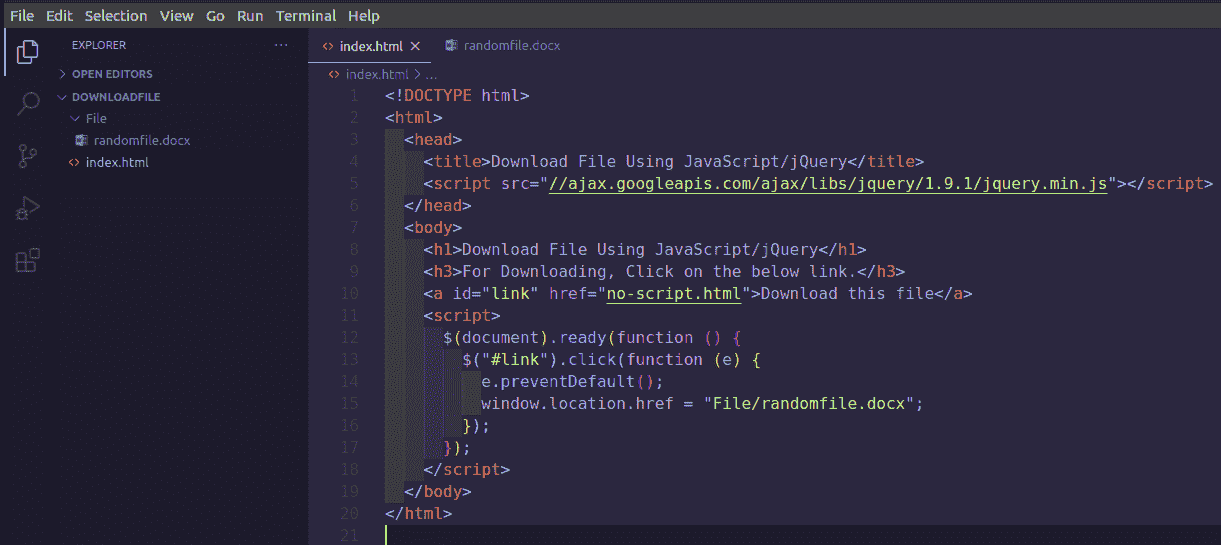 File Edit Selection View Go Run Terminal Help
EXPLORER ...
OPEN EDITORS
DOWNLOADFILE
File
randomfile.docx
index.html
index.html randomfile.docx
index.html > ...
1 <!DOCTYPE html>
2 <html>
3 <head>
4 <title>Download File Using JavaScript/jQuery</title>
5 <script src="//ajax.googleapis.com/ajax/libs/jquery/1.9.1/jquery.min.js"></script>
6 </head>
7 <body>
8 <h1>Download File Using JavaScript/jQuery</h1>
9 <h3>For Downloading, Click on the below link.</h3>
10 <a id="link" href="no-script.html">Download this file</a>
11 <script>
12 $(document).ready(function () {
13 $("#link").click(function (e) {
14 e.preventDefault();
15 window.location.href = "File/randomfile.docx";
16 });
17 });
18 </script>
19 </body>
20 </html>
21